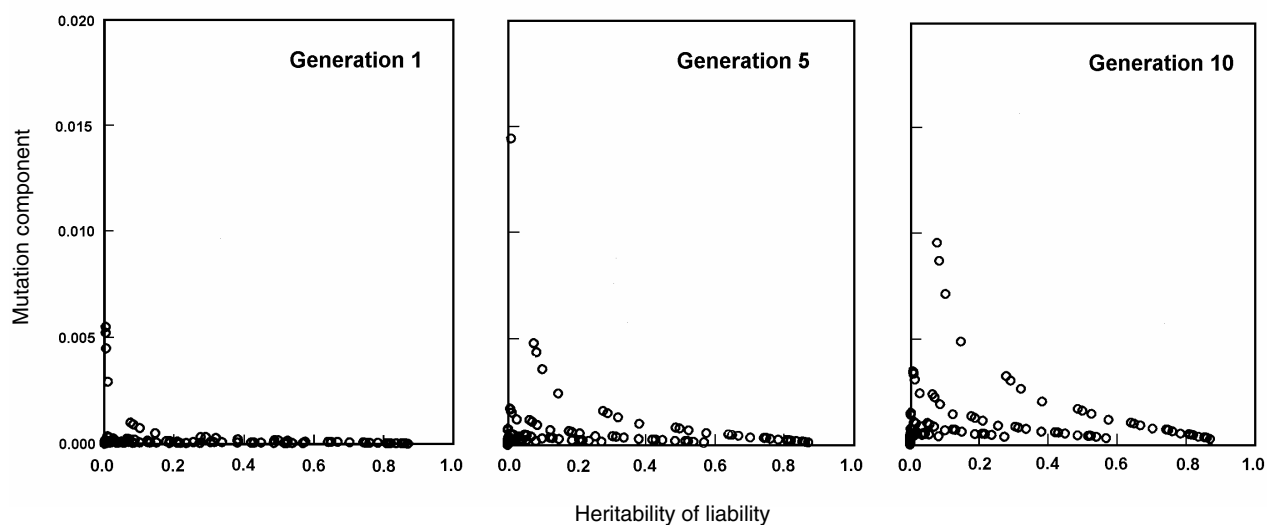 Generation 1
Generation 5
Generation 10
Mutation component
0.020
0.015
0.010
0.005
0.000
0.0 0.2 0.4 0.6 0.8 1.0
0.0 0.2 0.4 0.6 0.8 1.0
0.0 0.2 0.4 0.6 0.8 1.0
Heritability of liability